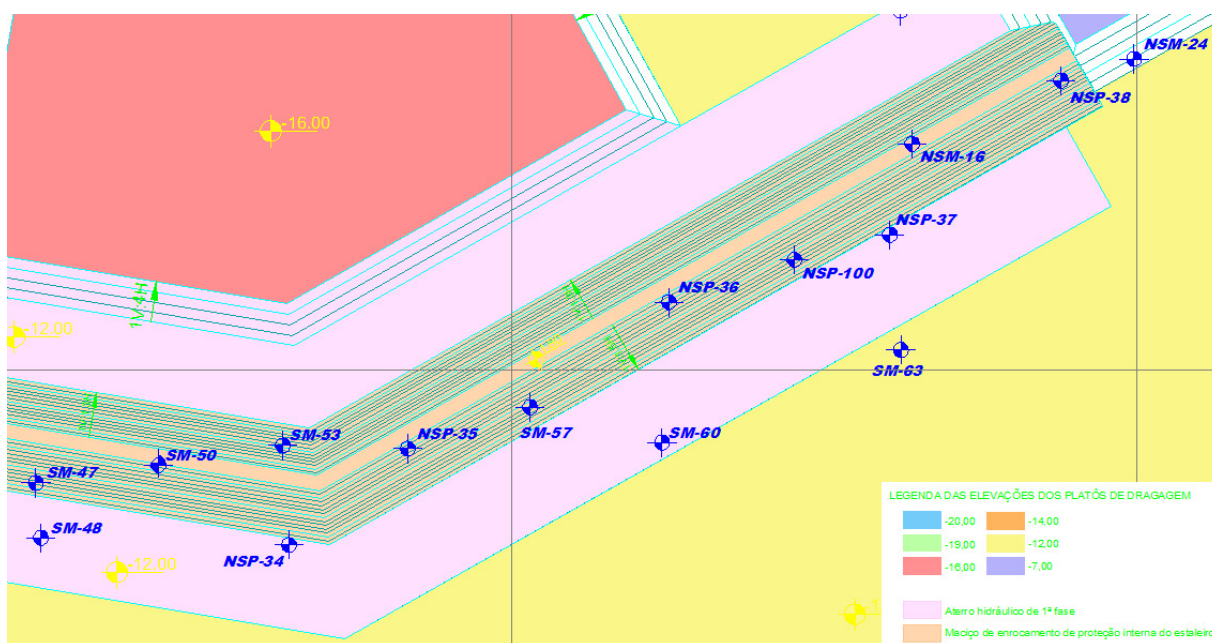 NSM-24
NSP-38
-16.00
NSM-16
NSP-37
NSP-100
NSP-36
1V:4H
-12.00
SM-63
SM-57
SM-53
NSP-35
SM-60
SM-50
SM-47
SM-48
NSP-34
-12.00
LEGENDA DAS ELEVAÇÕES DOS PLATÔS DE DRAGAGEM
-20,00 -14,00
-19,00 -12,00
-16,00 -7,00
Aterro hidráulico de 1ª fase
Maciço de enrocamento de proteção interna do estaleiro